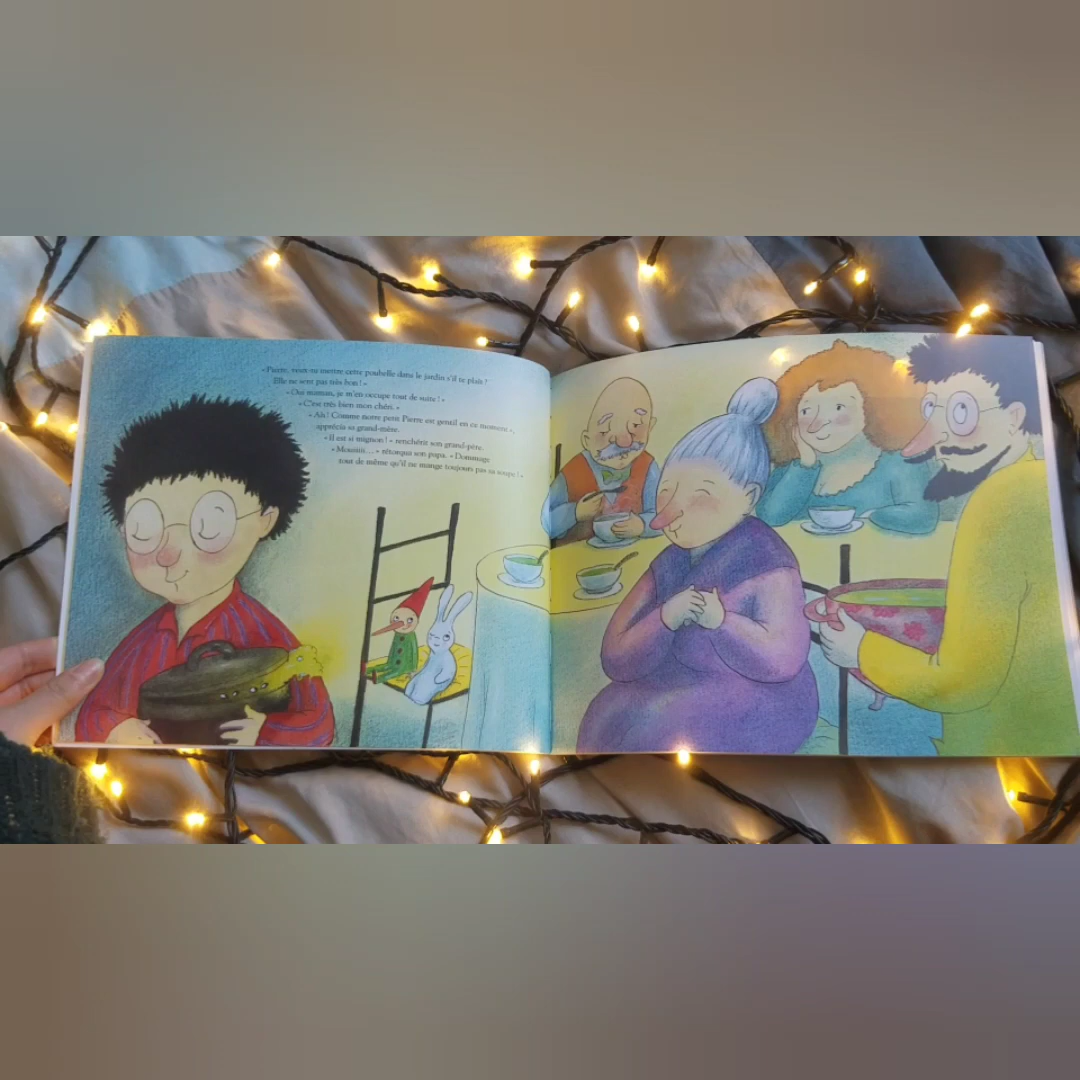 « Pierre, veux-tu mettre cette poubelle dans le jardin s'il te plaît ?
Elle ne sent pas très bon ! »
« Oui maman, je m'en occupe tout de suite ! »
« C'est très bien mon chéri. »
« Ah ! Comme notre petit Pierre est gentil en ce moment »,
apprécia sa grand-mère.
« Il est si mignon ! » renchérit son grand-père.
« Mouiiii.... » rétorqua son papa. « Dommage
tout de même qu'il ne mange toujours pas sa soupe ! »